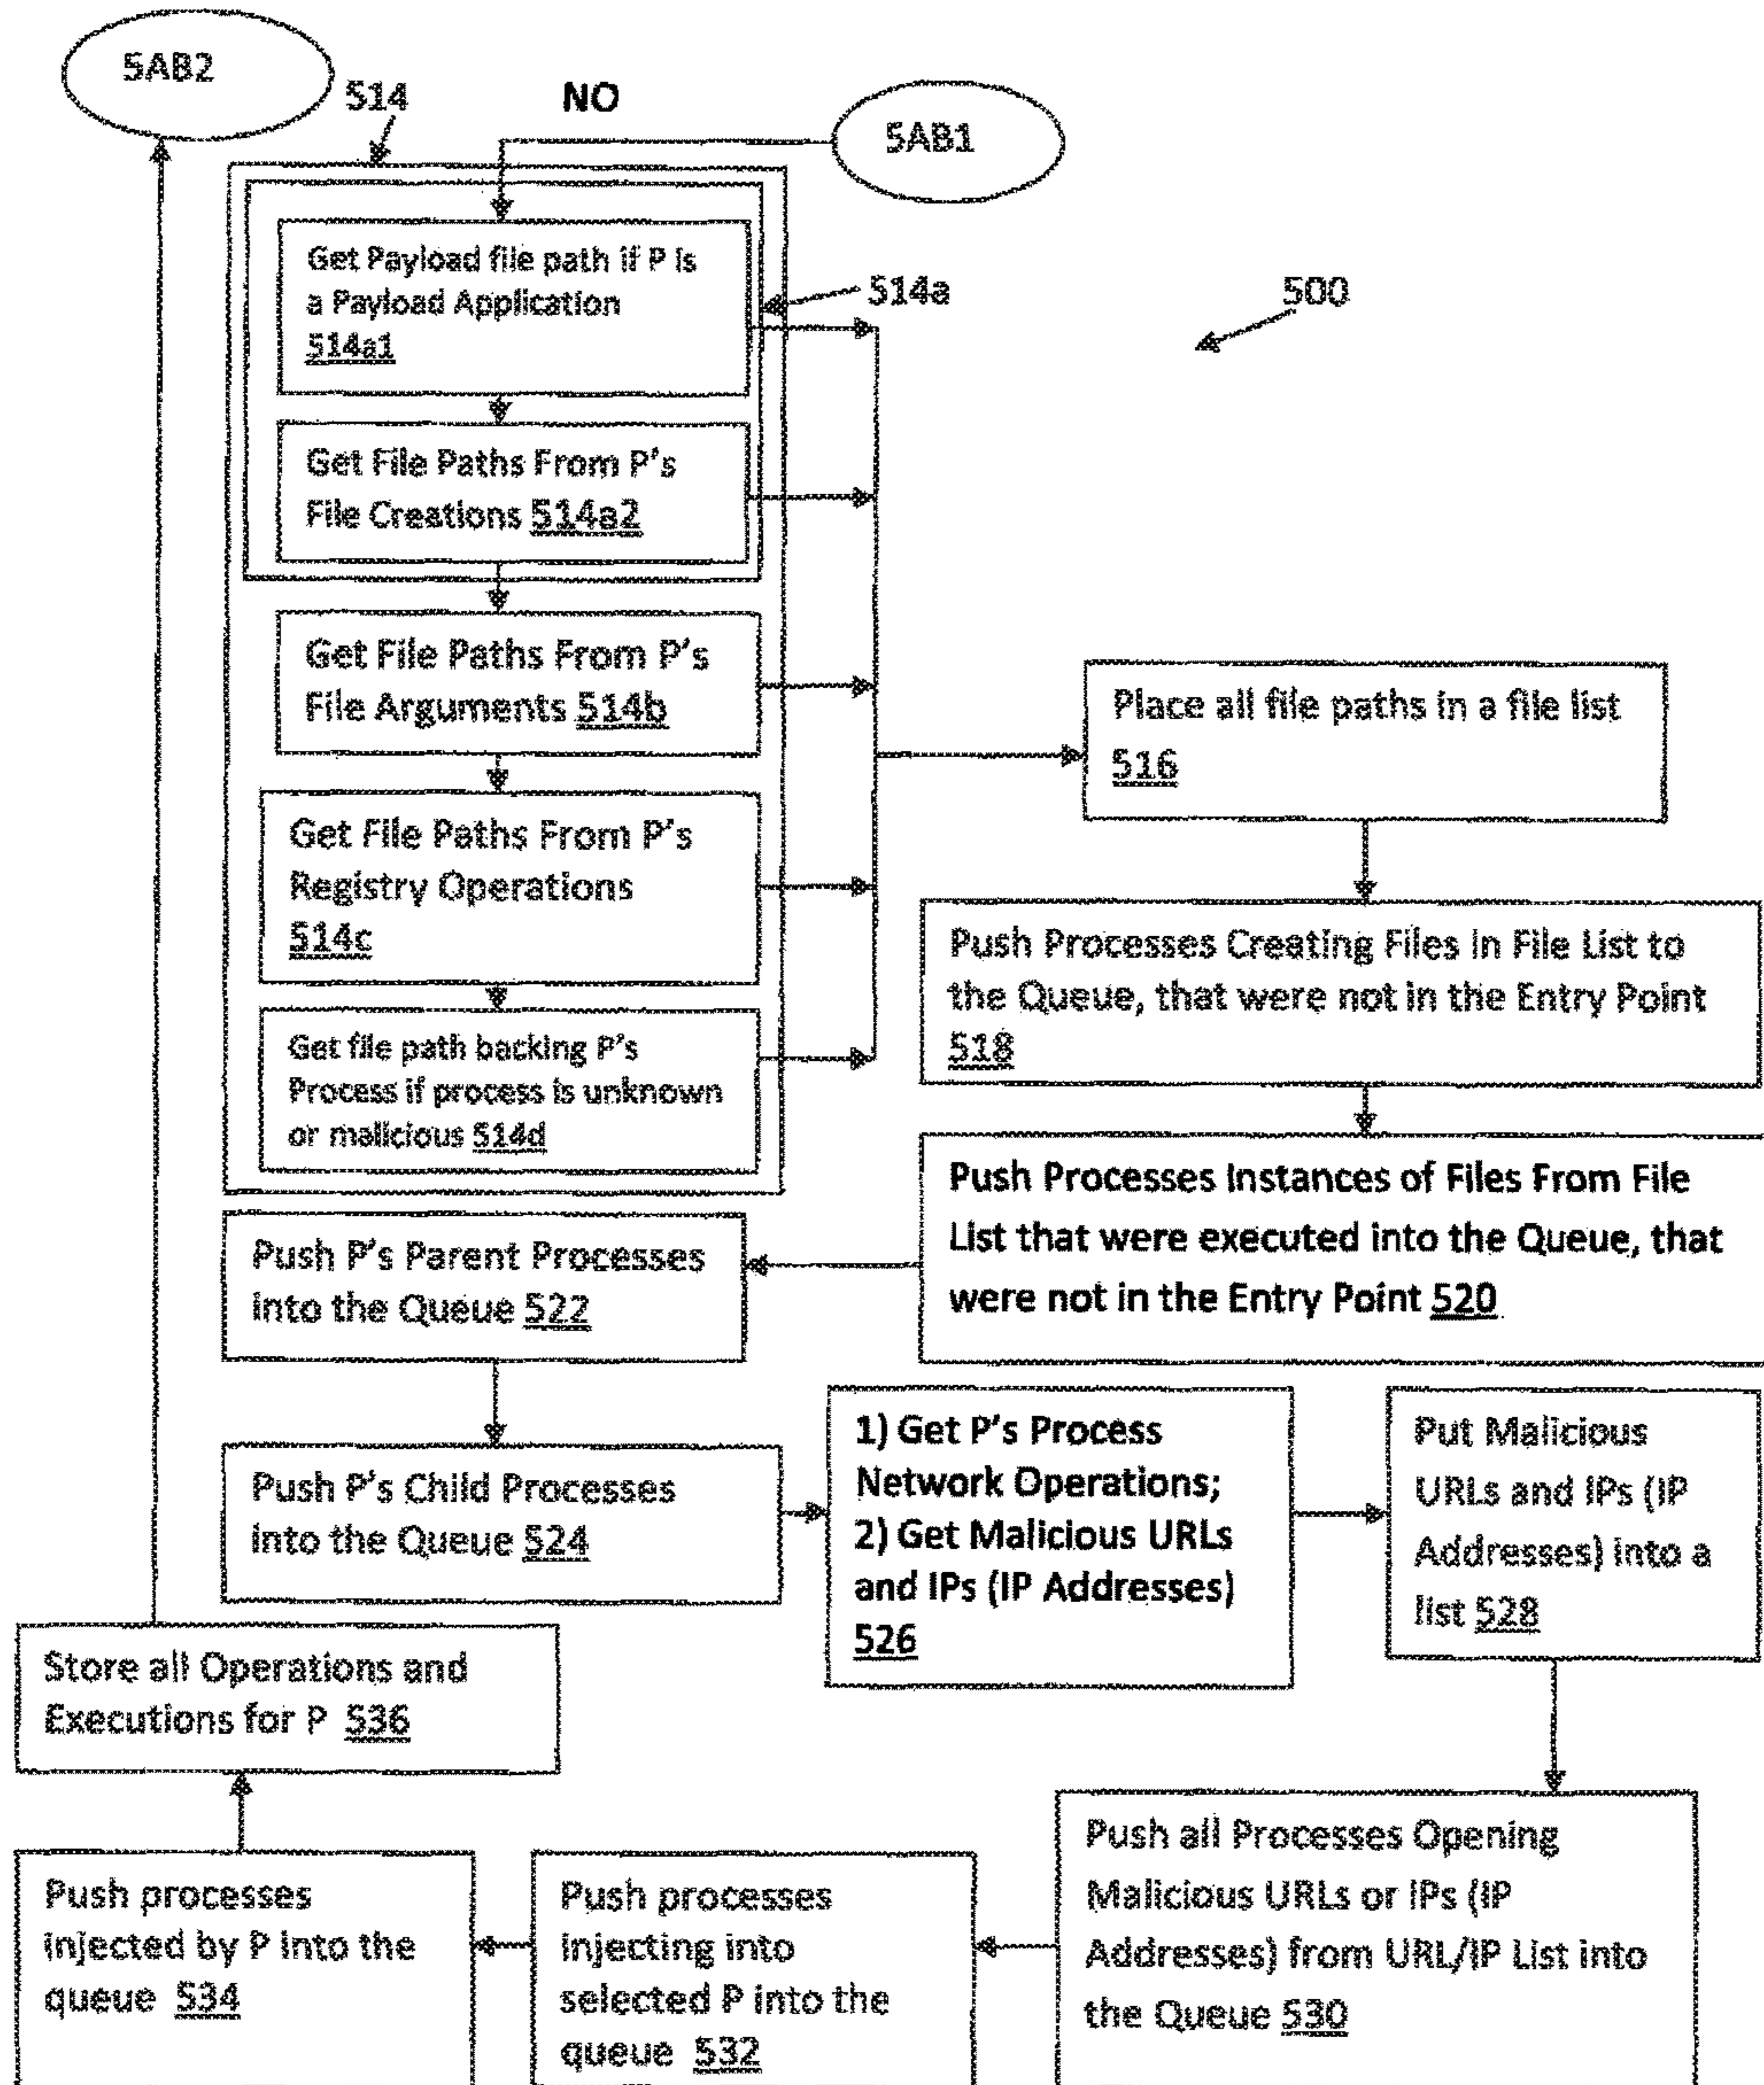 5AB2
514
NO
5AB1
Get Payload file path if P is
a Payload Application
514a1
514a
500
Get File Paths From P's
File Creations 514a2
Get File Paths From P's
File Arguments 514b
Place all file paths in a file list
516
Get File Paths From P's
Registry Operations
514c
Push Processes Creating Files in File List to
the Queue, that were not in the Entry Point
518
Get file path backing P's
Process if process is unknown
or malicious 514d
Push Processes Instances of Files From File
List that were executed into the Queue, that
were not in the Entry Point 520
Push P's Parent Processes
into the Queue 522
Push P's Child Processes
into the Queue 524
1) Get P's Process
Network Operations;
2) Get Malicious URLs
and IPs (IP Addresses)
526
Put Malicious
URLs and IPs (IP
Addresses) into a
list 528
Store all Operations and
Executions for P 536
Push processes
injected by P into the
queue 534
Push processes
injecting into
selected P into the
queue 532
Push all Processes Opening
Malicious URLs or IPs (IP
Addresses) from URL/IP List into
the Queue 530